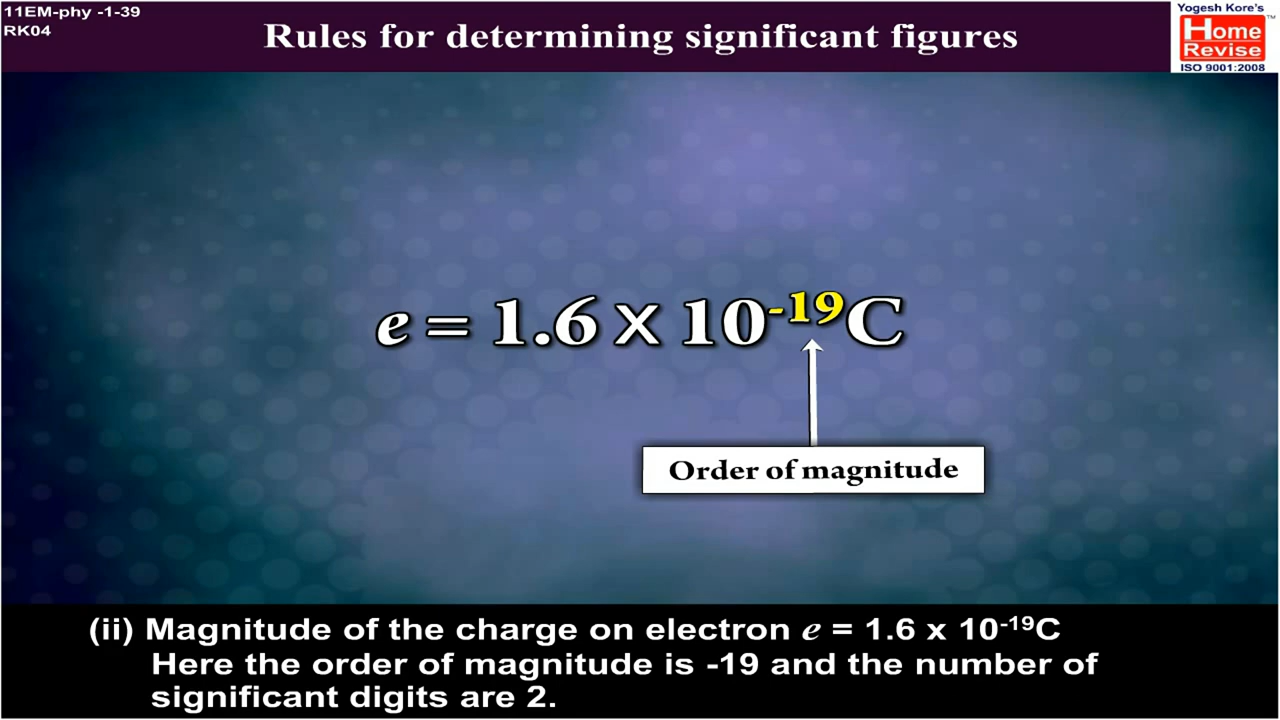 11EM-phy -1-39
RK04
Rules for determining significant figures
Yogesh Kore's
Home™
Revise
ISO 9001:2008
e = 1.6 x 10⁻¹⁹C
Order of magnitude
(ii) Magnitude of the charge on electron e = 1.6 x 10⁻¹⁹C
Here the order of magnitude is -19 and the number of
significant digits are 2.